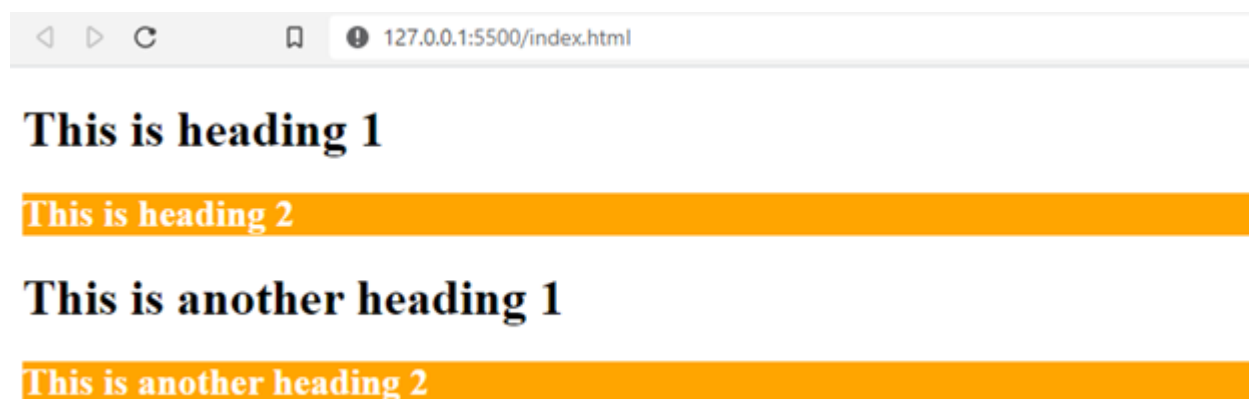 127.0.0.1:5500/index.html
This is heading 1
This is heading 2
This is another heading 1
This is another heading 2